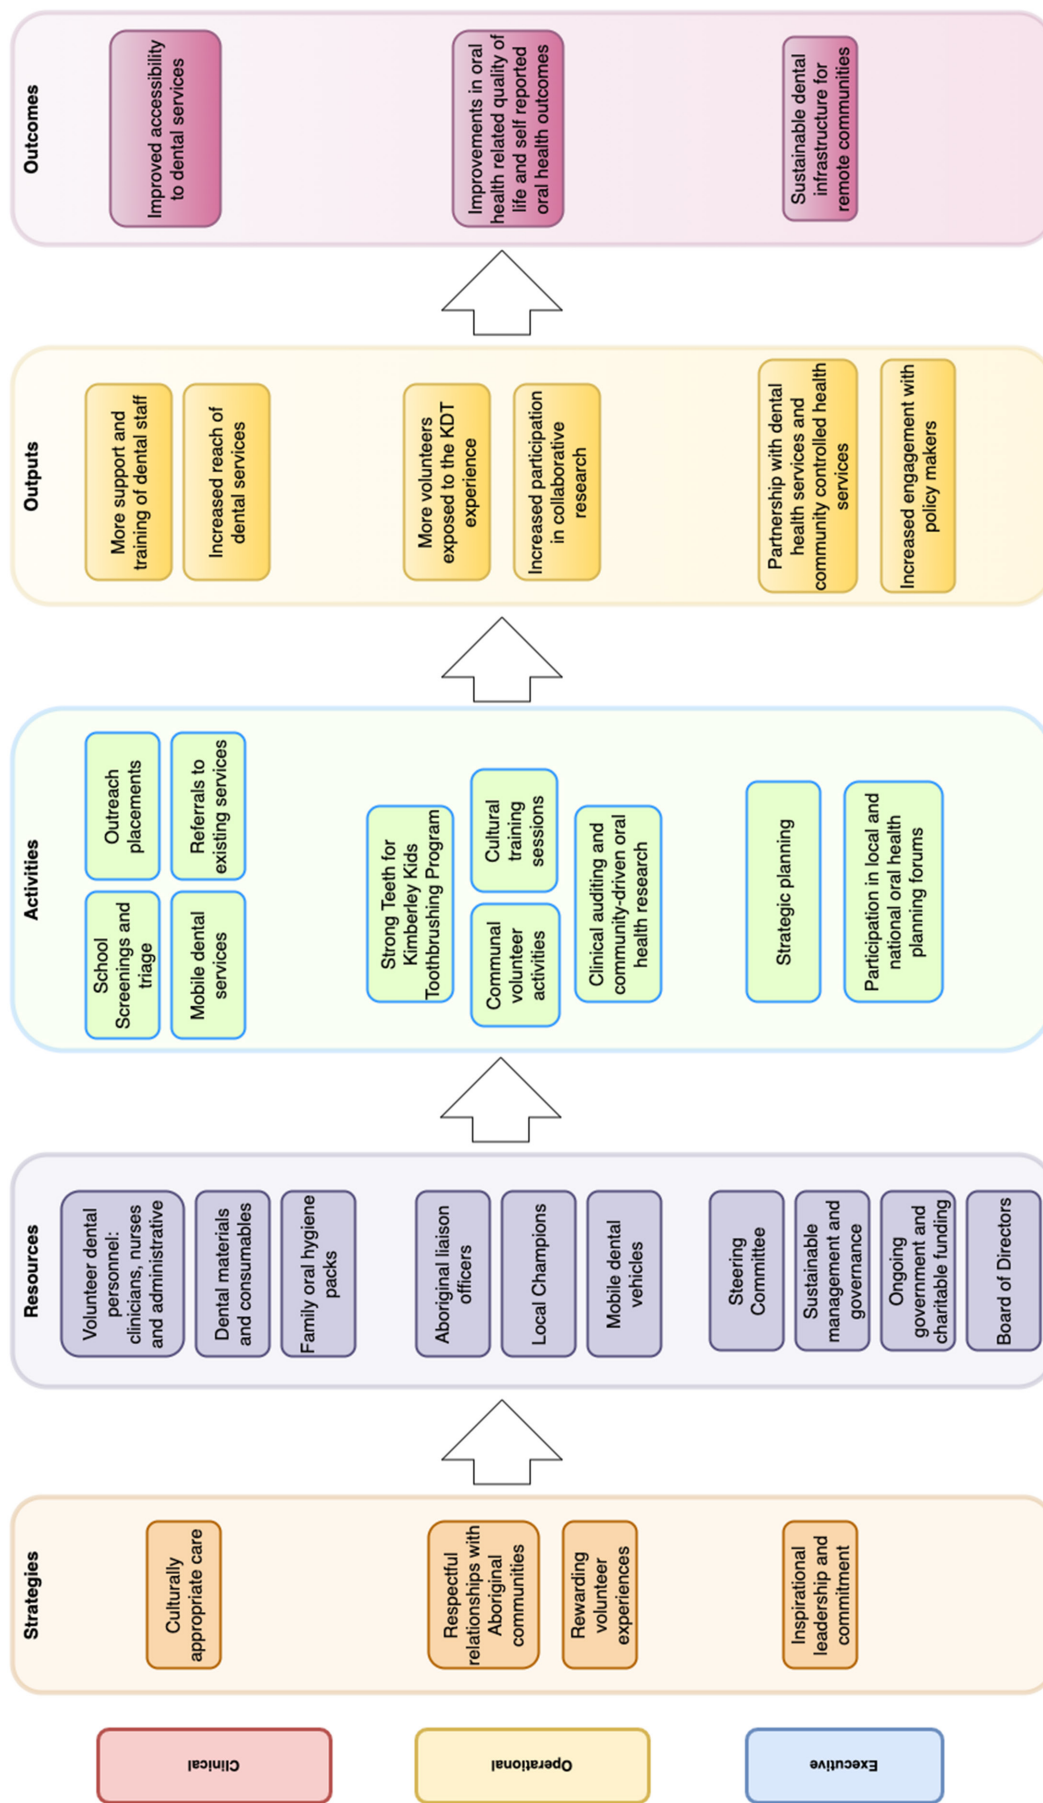 Clinical
Operational
Executive
Strategies
Culturally
appropriate care
Respectful
relationships with
Aboriginal
communities
Rewarding
volunteer
experiences
Inspirational
leadership and
commitment
Resources
Volunteer dental
personnel:
clinicians, nurses
and administrative
Dental materials
and consumables
Family oral hygiene
packs
Aboriginal liaison
officers
Local Champions
Mobile dental
vehicles
Steering
Committee
Sustainable
management and
governance
Ongoing
government and
charitable funding
Board of Directors
Activities
School
Screenings and
triage
Outreach
placements
Mobile dental
services
Referrals to
existing services
Strong Teeth for
Kimberley Kids
Toothbrushing Program
Communal
volunteer
activities
Cultural
training
sessions
Clinical auditing and
community-driven oral
health research
Strategic planning
Participation in local and
national oral health
planning forums
Outputs
More support and
training of dental staff
Increased reach of
dental services
More volunteers
exposed to the KDT
experience
Increased participation
in collaborative
research
Partnership with dental
health services and
community controlled health
services
Increased engagement with
policy makers
Outcomes
Improved accessibility
to dental services
Improvements in oral
health related quality of
life and self reported
oral health outcomes
Sustainable dental
infrastructure for
remote communities